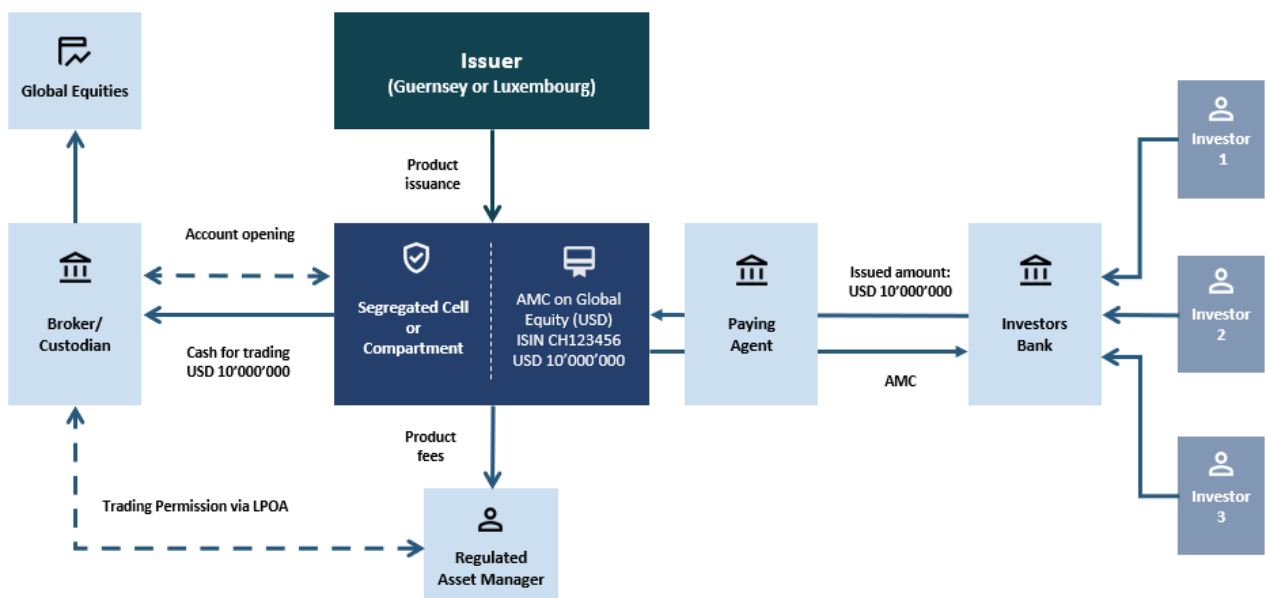 Global Equities
Issuer
(Guernsey or Luxembourg)
Product
issuance
Investor
1
Account opening
Broker/
Custodian
Cash for trading
USD 10’000’000
Segregated Cell
or
Compartment
AMC on Global
Equity (USD)
ISIN CH123456
USD 10’000’000
Paying
Agent
Issued amount:
USD 10’000’000
AMC
Investors
Bank
Investor
2
Product
fees
Trading Permission via LPOA
Regulated
Asset Manager
Investor
3